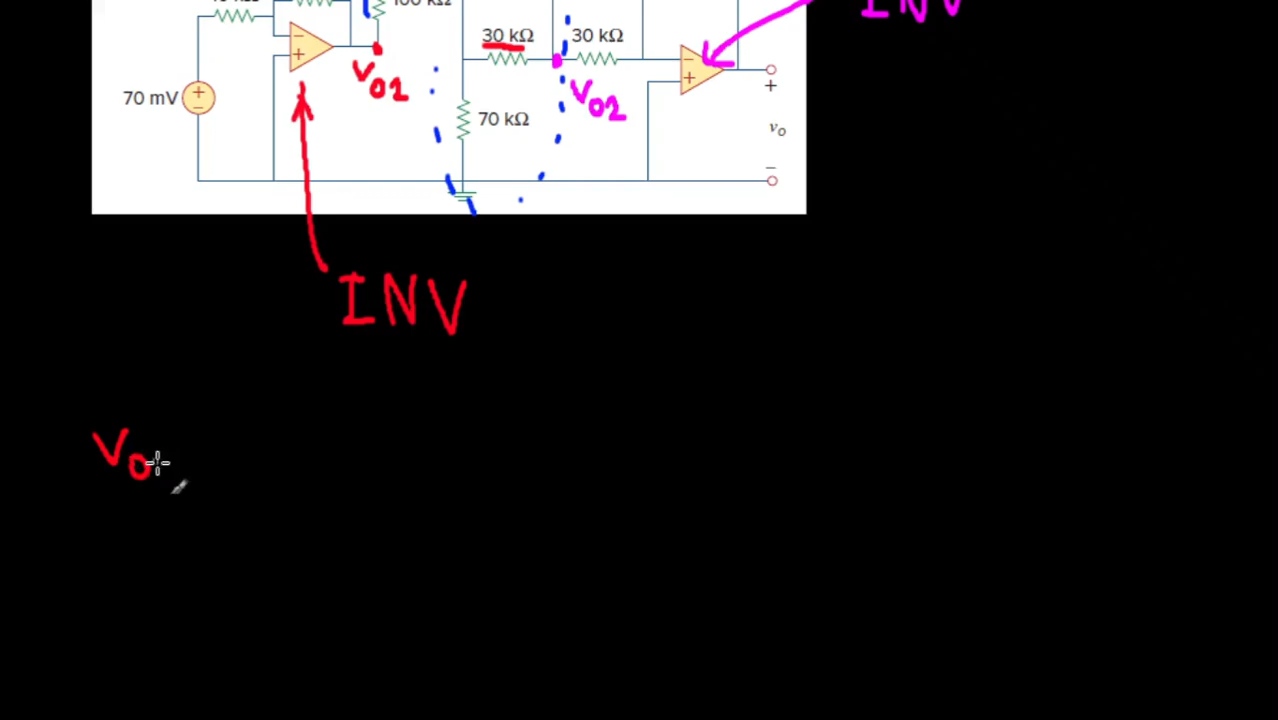 100 kΩ
INV
30 kΩ 30 kΩ
− + − +
Vo1
70 mV + −
Vo2
+
70 kΩ
vo
−
INV
Vo